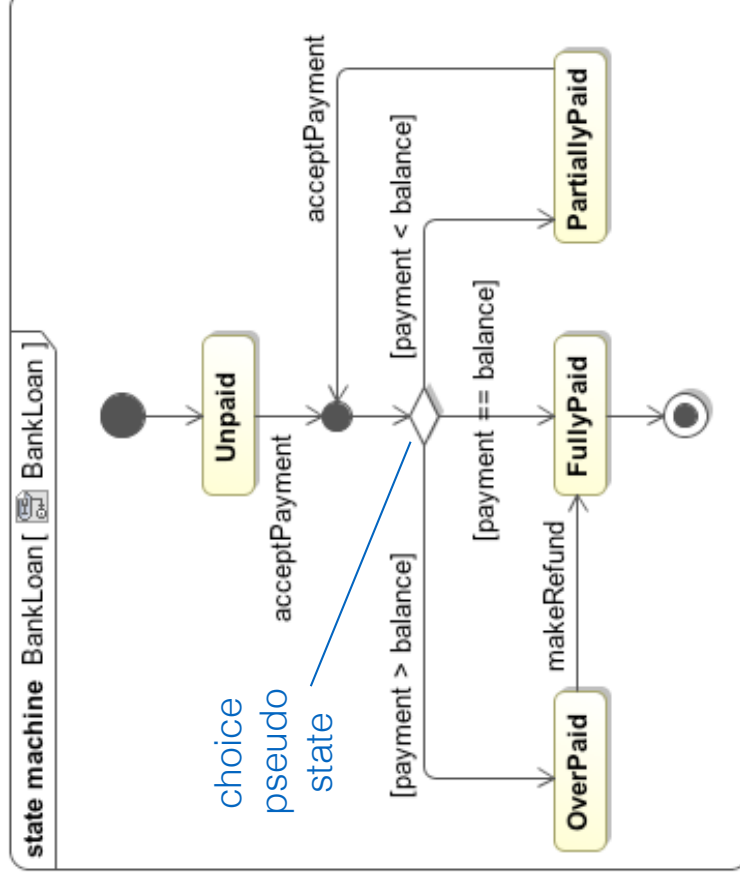 state machine BankLoan [ BankLoan ]
Unpaid
acceptPayment
acceptPayment
choice
pseudo
state
[payment > balance]
[payment < balance]
[payment == balance]
OverPaid
makeRefund
FullyPaid
PartiallyPaid